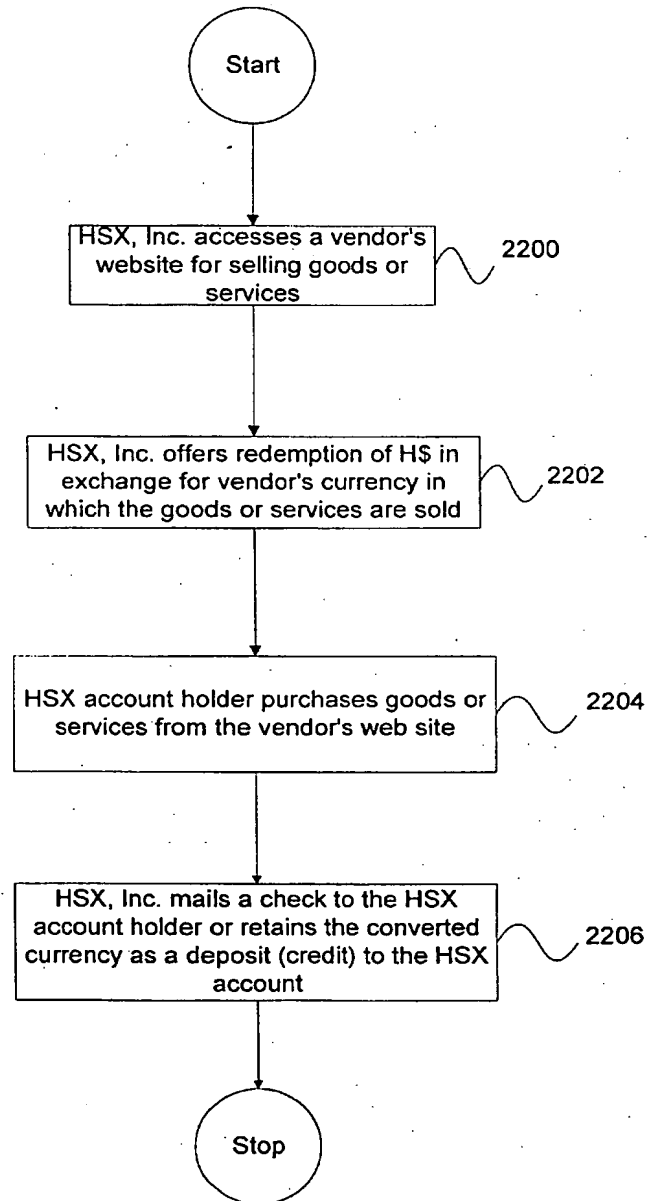 Start
HSX, Inc. accesses a vendor's
website for selling goods or
services
2200
HSX, Inc. offers redemption of H$ in
exchange for vendor's currency in
which the goods or services are sold
2202
HSX account holder purchases goods or
services from the vendor's web site
2204
HSX, Inc. mails a check to the HSX
account holder or retains the converted
currency as a deposit (credit) to the HSX
account
2206
Stop